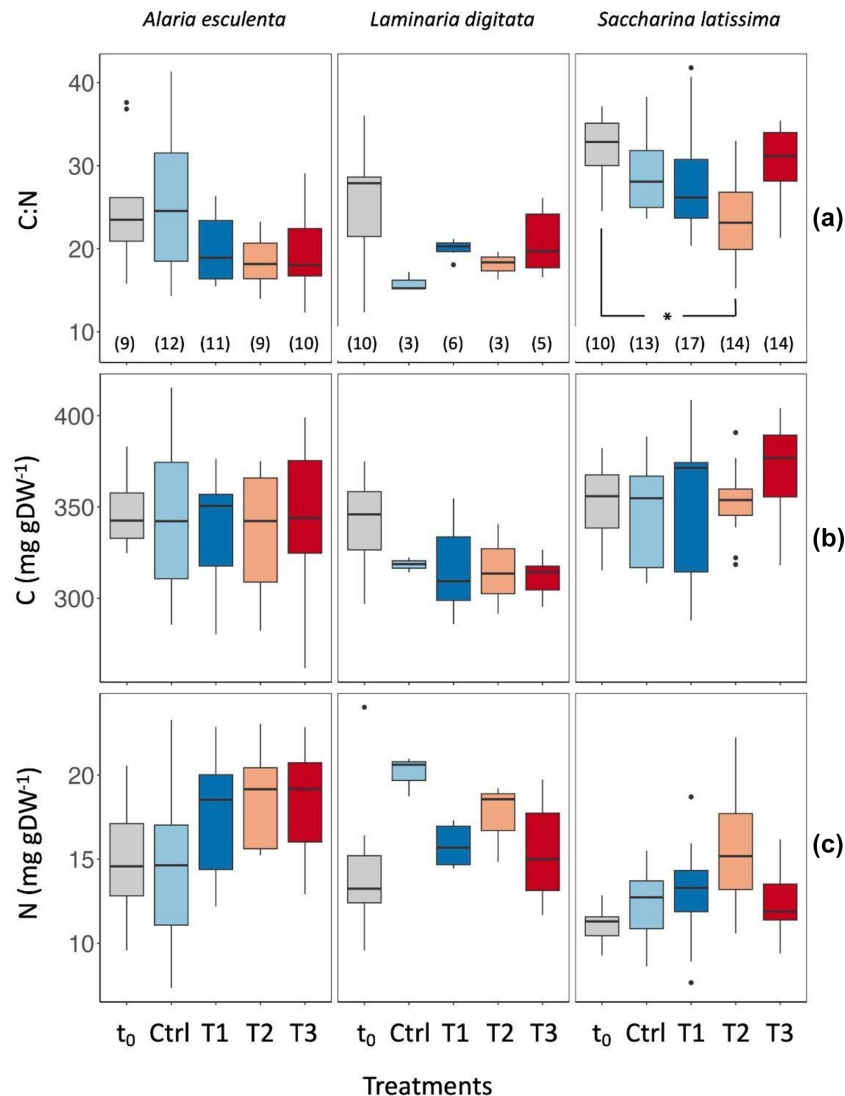 Alaria esculenta Laminaria digitata Saccharina latissima
40
30
20
10
C:N
(a)
*
(9) (12) (11) (9) (10) (10) (3) (6) (3) (5) (10) (13) (17) (14) (14)
400
350
300
C (mg gDW⁻¹)
(b)
20
15
10
N (mg gDW⁻¹)
(c)
t₀ Ctrl T1 T2 T3 t₀ Ctrl T1 T2 T3 t₀ Ctrl T1 T2 T3
Treatments